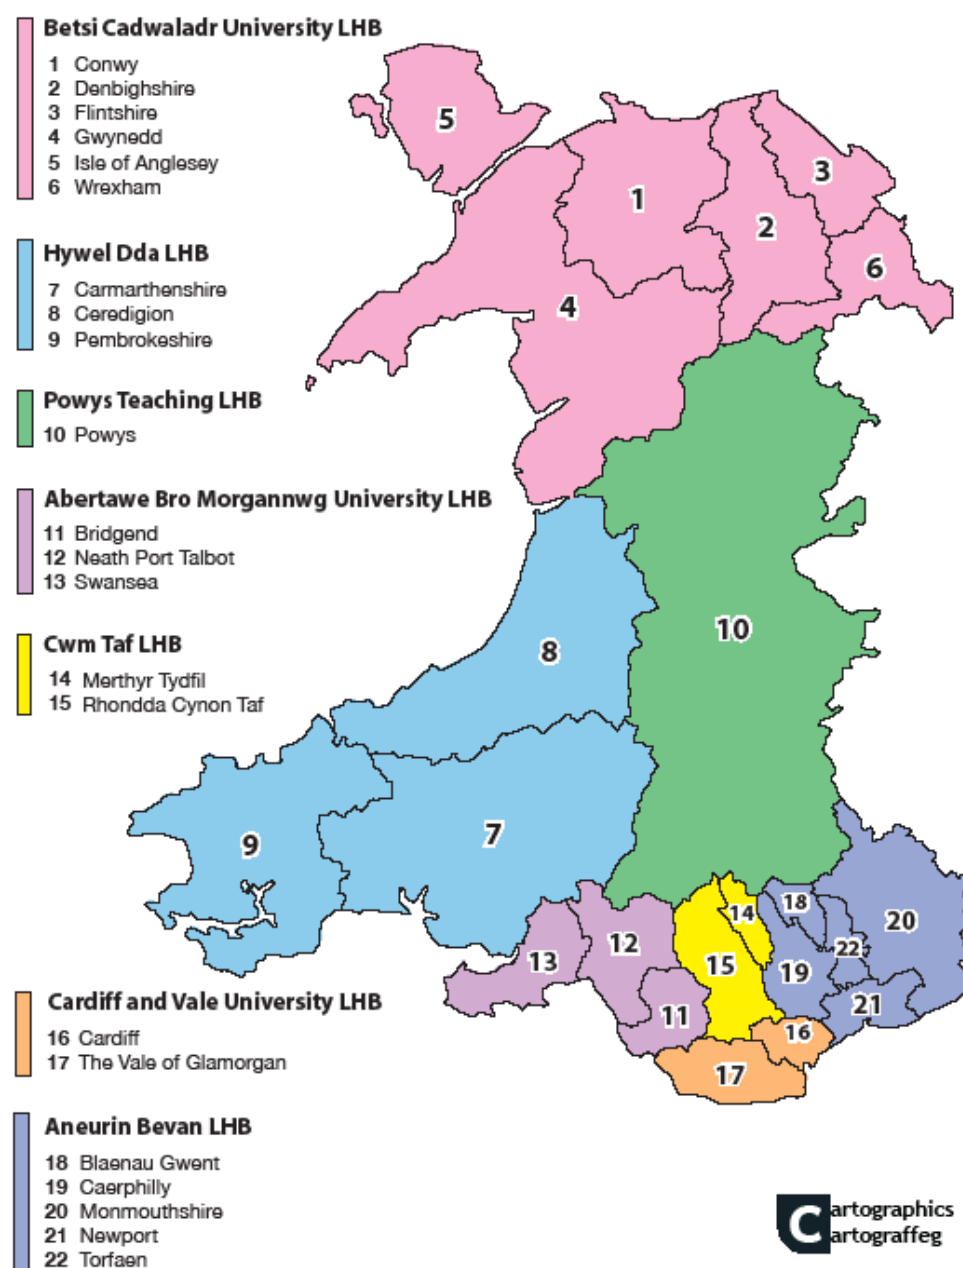 Betsi Cadwaladr University LHB
1 Conwy
2 Denbighshire
3 Flintshire
4 Gwynedd
5 Isle of Anglesey
6 Wrexham
Hywel Dda LHB
7 Carmarthenshire
8 Ceredigion
9 Pembrokeshire
Powys Teaching LHB
10 Powys
Abertawe Bro Morgannwg University LHB
11 Bridgend
12 Neath Port Talbot
13 Swansea
Cwm Taf LHB
14 Merthyr Tydfil
15 Rhondda Cynon Taf
Cardiff and Vale University LHB
16 Cardiff
17 The Vale of Glamorgan
Aneurin Bevan LHB
18 Blaenau Gwent
19 Caerphilly
20 Monmouthshire
21 Newport
22 Torfaen
5
1
3
2
6
4
10
8
7
9
14
18
20
12
22
13
15
19
21
11
16
17
Cartographics
Cartograffeg